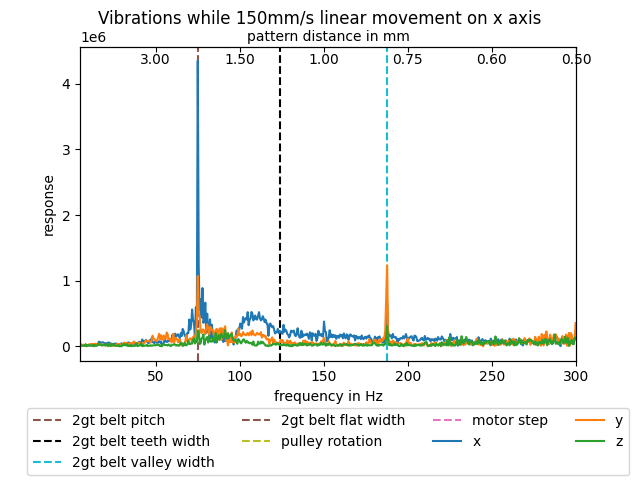 Vibrations while 150mm/s linear movement on x axis
pattern distance in mm
1e6
3.00 1.50 1.00 0.75 0.60 0.50
4
3
2
1
0
response
50 100 150 200 250 300
frequency in Hz
2gt belt pitch 2gt belt flat width motor step y
2gt belt teeth width pulley rotation x z
2gt belt valley width